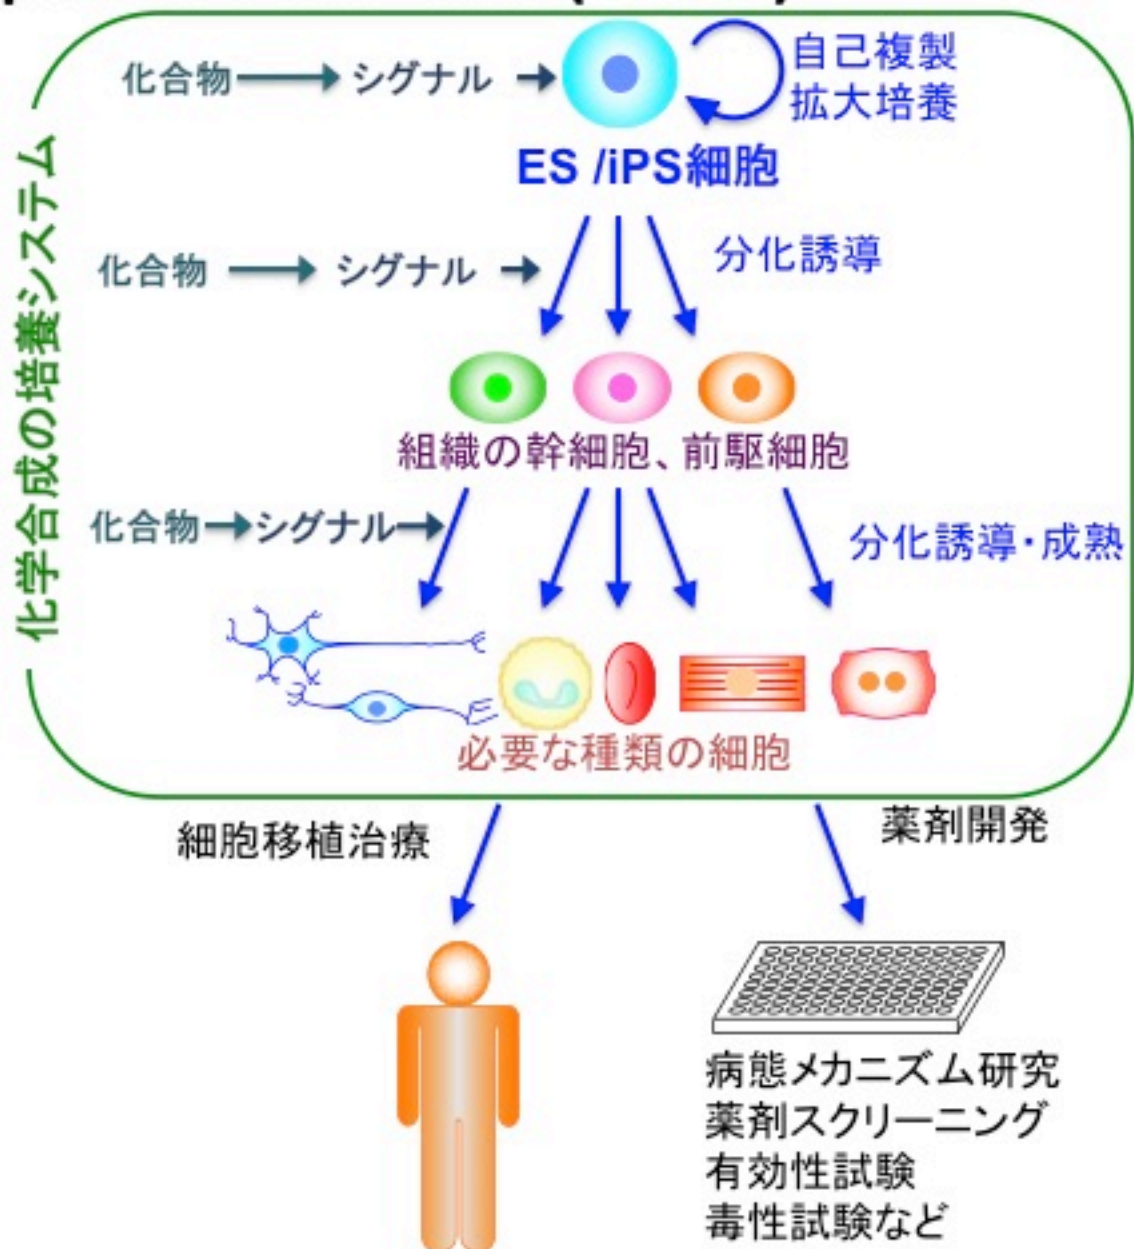 化合物 シグナル
自己複製
拡大培養
ES /iPS細胞
化学合成の培養システム
化合物 シグナル
分化誘導
組織の幹細胞、前駆細胞
化合物 シグナル
分化誘導・成熟
必要な種類の細胞
細胞移植治療
薬剤開発
病態メカニズム研究
薬剤スクリーニング
有効性試験
毒性試験など